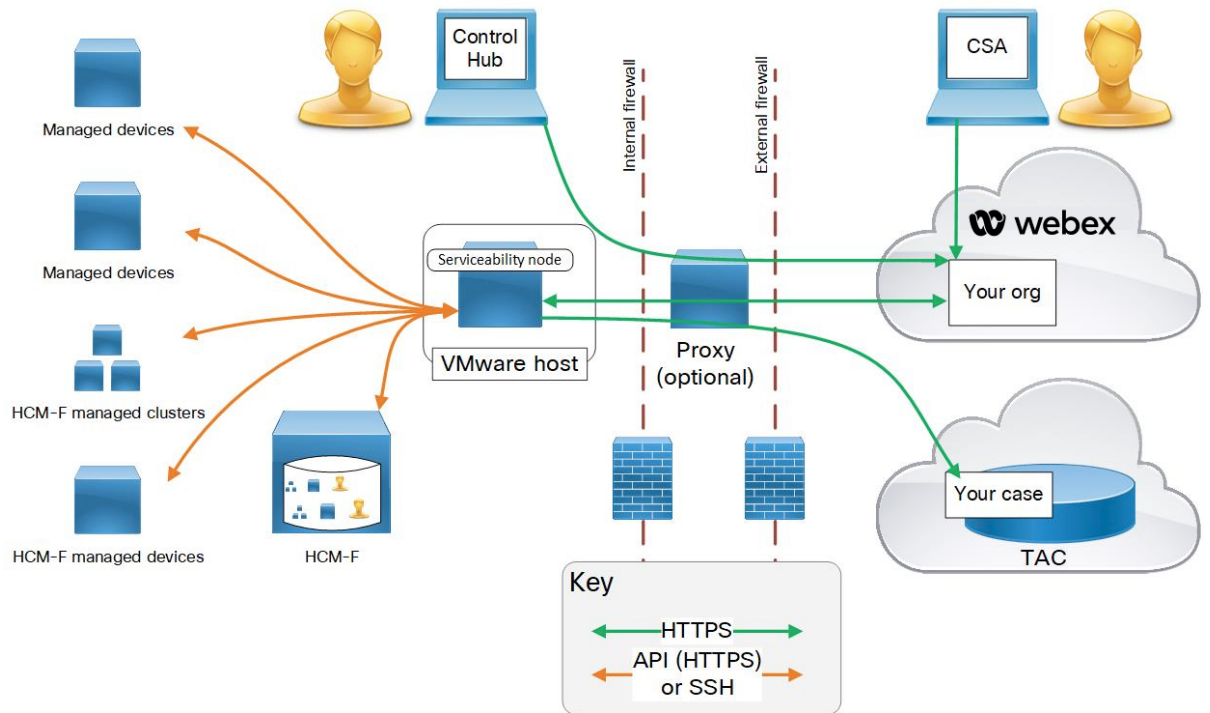 Control
Hub
CSA
Internal firewall
External firewall
Managed devices
webex
Managed devices
Serviceability node
Your org
VMware host
Proxy
(optional)
HCM-F managed clusters
Your case
HCM-F managed devices
HCM-F
TAC
Key
HTTPS
API (HTTPS)
or SSH